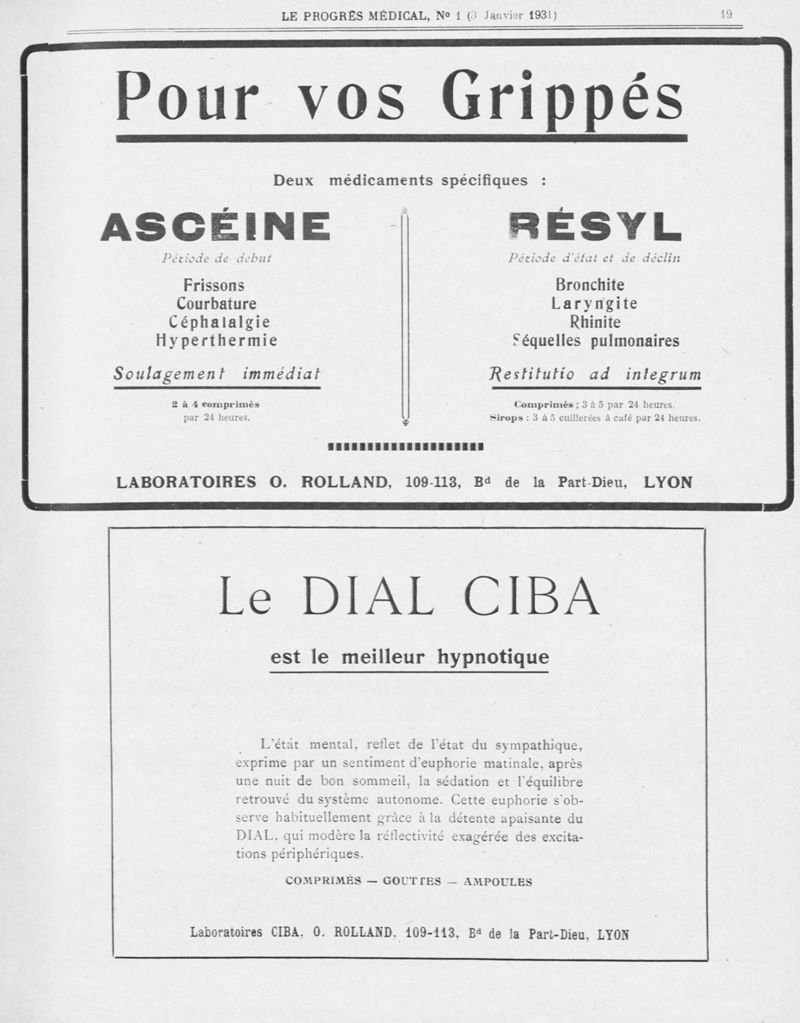 LE PROGRÈS MÉDICAL, Nº 1 (3 Janvier 1931) 19
Pour vos Grippés
Deux médicaments spécifiques :
ASCÉINE
Période de debut
Frissons
Courbature
Céphalalgie
Hyperthermie
Soulagement immédiat
2 à 4 comprimés
par 24 heures.
RÉSYL
Période d'état et de déclin
Bronchite
Laryngite
Rhinite
Séquelles pulmonaires
Restitutio ad integrum
Comprimés ; 3 à 5 par 24 heures.
Sirops : 3 à 5 cuillerées à café par 24 heures.
LABORATOIRES O. ROLLAND, 109-113, Bᵈ de la Part-Dieu, LYON
Le DIAL CIBA
est le meilleur hypnotique
L'état mental, reflet de l'état du sympathique,
exprime par un sentiment d'euphorie matinale, après
une nuit de bon sommeil, la sédation et l'équilibre
retrouvé du système autonome. Cette euphorie s'ob-
serve habituellement grâce à la détente apaisante du
DIAL, qui modère la réflectivité exagérée des excita-
tions périphériques.
COMPRIMÉS — GOUTTES — AMPOULES
Laboratoires CIBA, O. ROLLAND, 109-113, Bᵈ de la Part-Dieu, LYON